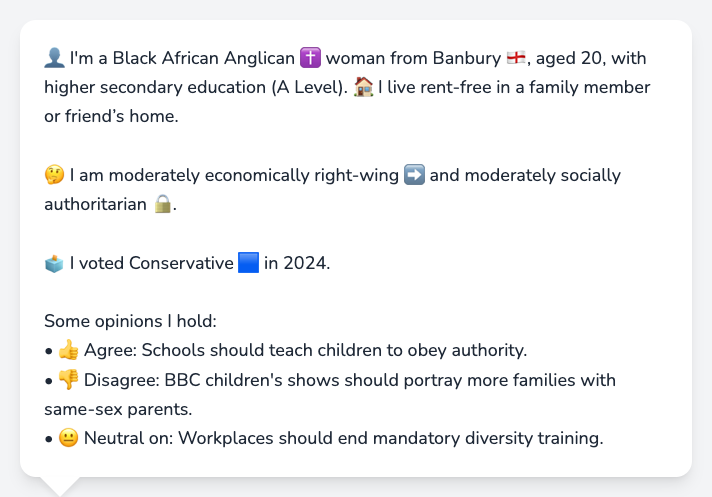 👤 I'm a Black African Anglican ✝️ woman from Banbury 🏴󠁧󠁢󠁥󠁮󠁧󠁿, aged 20, with
higher secondary education (A Level). 🏠 I live rent-free in a family member
or friend’s home.
🤔 I am moderately economically right-wing ➡️ and moderately socially
authoritarian 🔒.
🗳️ I voted Conservative 🟦 in 2024.
Some opinions I hold:
• 👍 Agree: Schools should teach children to obey authority.
• 👎 Disagree: BBC children's shows should portray more families with
same-sex parents.
• 😐 Neutral on: Workplaces should end mandatory diversity training.